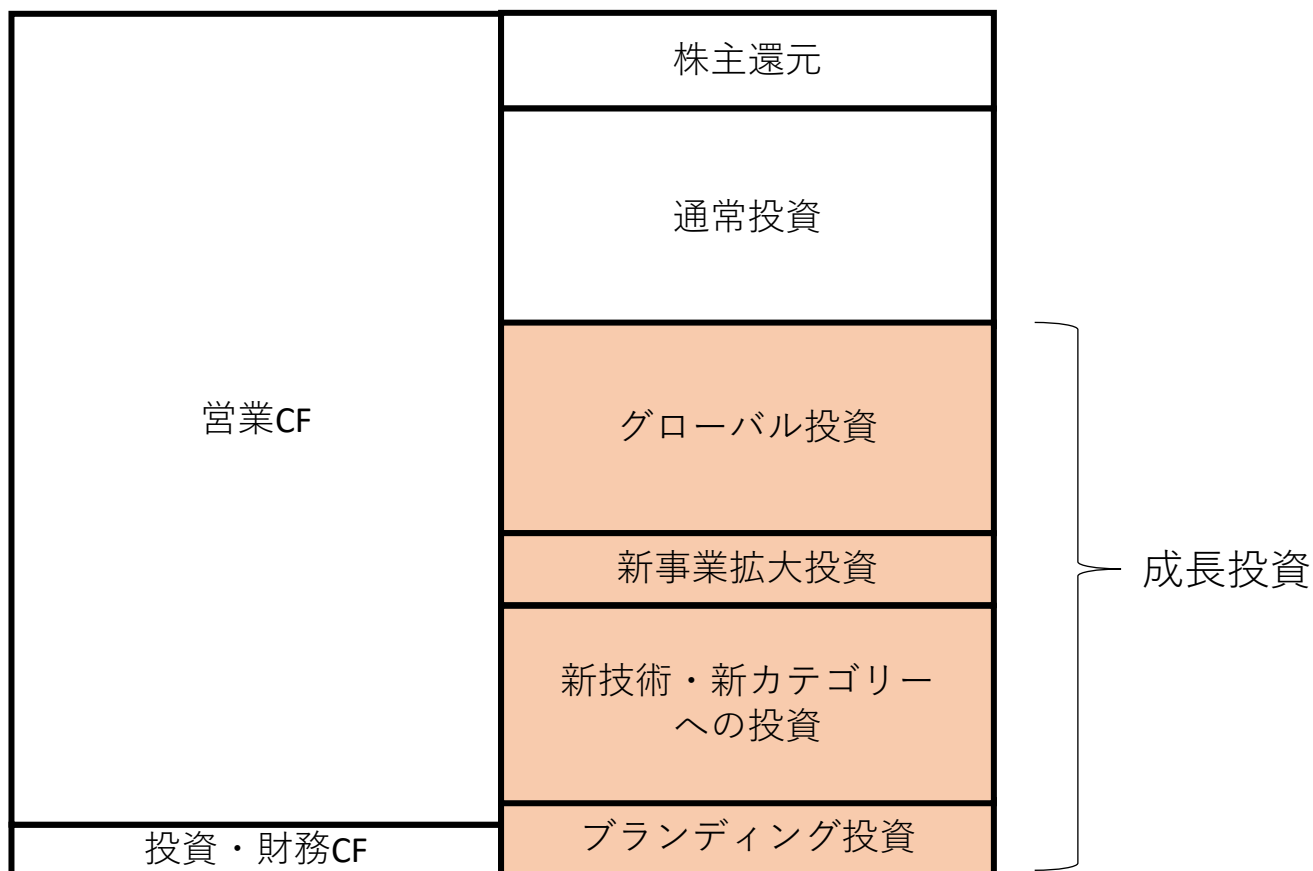 株主還元
通常投資
営業CF
グローバル投資
新事業拡大投資
成長投資
新技術・新カテゴリー
への投資
ブランディング投資
投資・財務CF